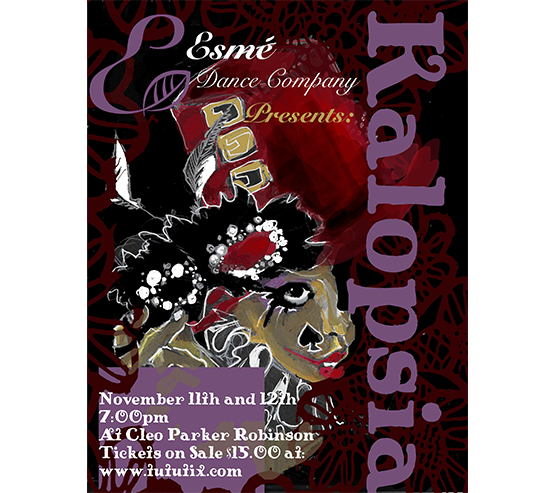 Esmé
Dance Company
Presents:
Kalopsia
November 11th and 12th
7:00pm
At Cleo Parker Robinson
Tickets on Sale $15.00 at:
www.tututix.com